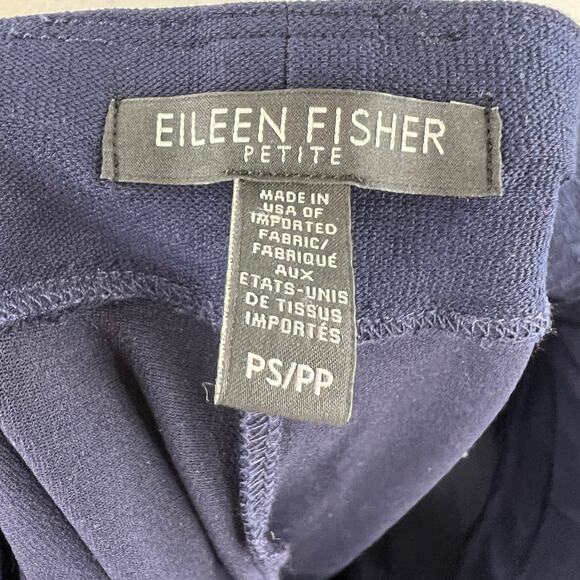 EILEEN FISHER
PETITE
MADE IN
USA OF
IMPORTED
FABRIC/
FABRIQUÉ
AUX
ETATS-UNIS
DE TISSUS
IMPORTÉS
PS/PP